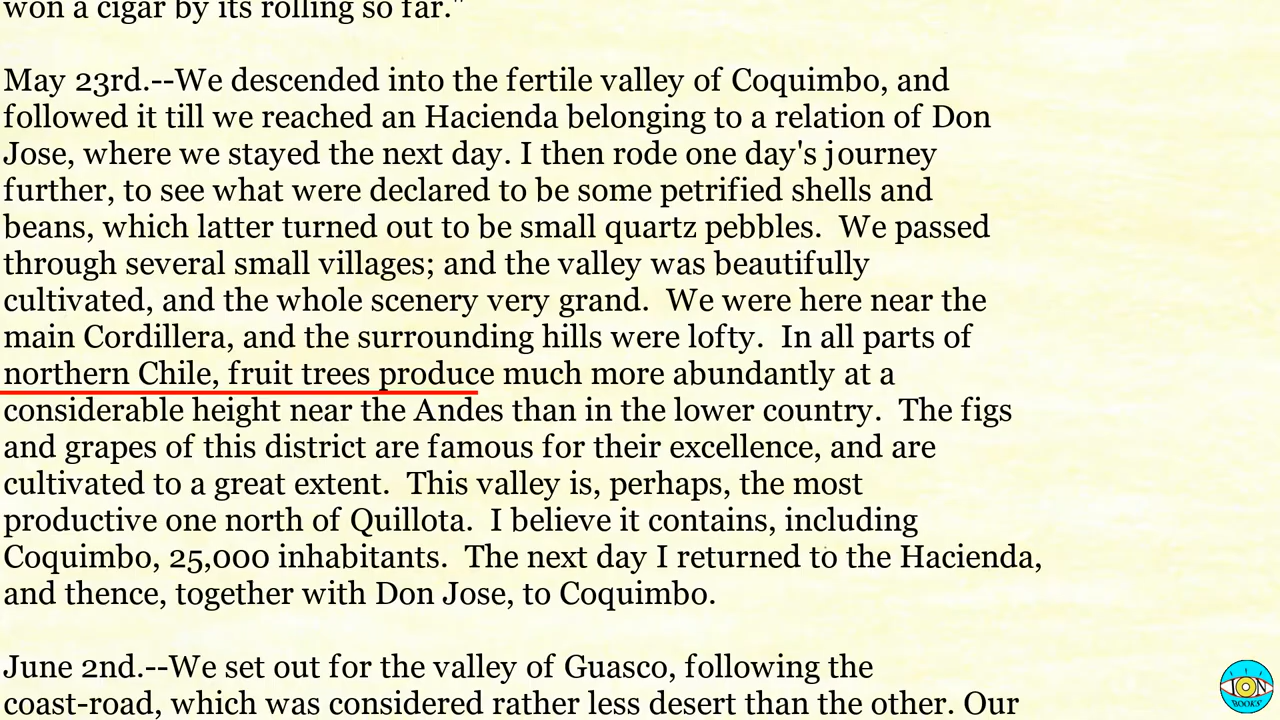 won a cigar by its rolling so far."
May 23rd.--We descended into the fertile valley of Coquimbo, and
followed it till we reached an Hacienda belonging to a relation of Don
Jose, where we stayed the next day. I then rode one day's journey
further, to see what were declared to be some petrified shells and
beans, which latter turned out to be small quartz pebbles.  We passed
through several small villages; and the valley was beautifully
cultivated, and the whole scenery very grand.  We were here near the
main Cordillera, and the surrounding hills were lofty.  In all parts of
northern Chile, fruit trees produce much more abundantly at a
considerable height near the Andes than in the lower country.  The figs
and grapes of this district are famous for their excellence, and are
cultivated to a great extent.  This valley is, perhaps, the most
productive one north of Quillota.  I believe it contains, including
Coquimbo, 25,000 inhabitants.  The next day I returned to the Hacienda,
and thence, together with Don Jose, to Coquimbo.
June 2nd.--We set out for the valley of Guasco, following the
coast-road, which was considered rather less desert than the other. Our
ION
BOOKS